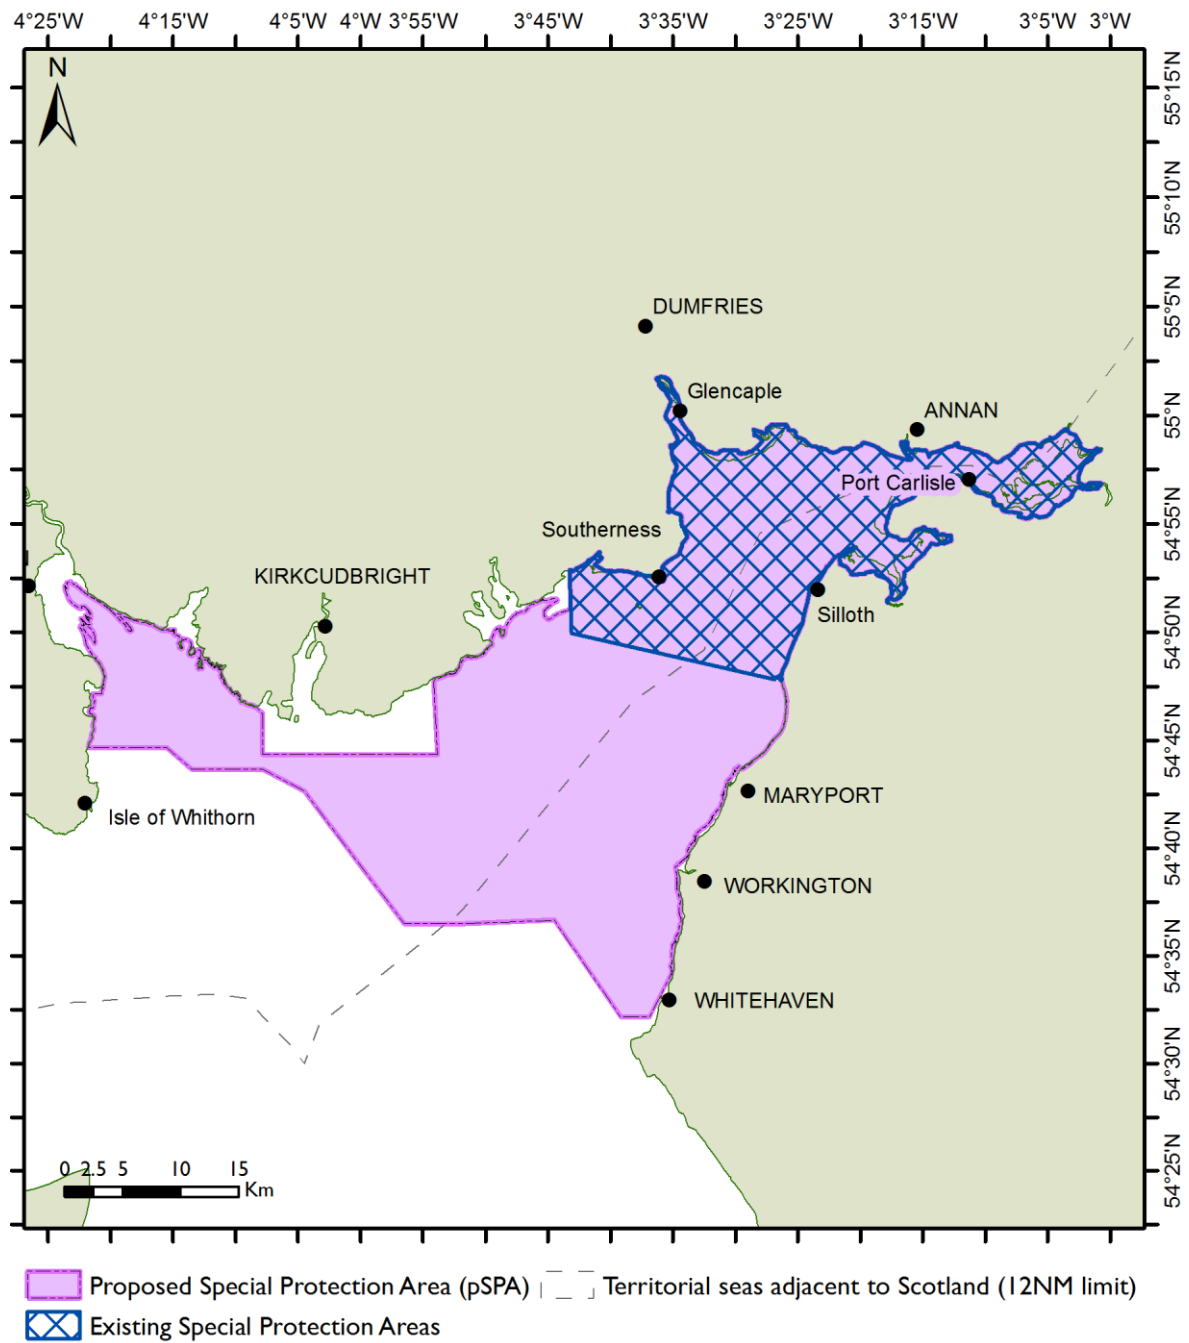 4°25'W 4°15'W 4°5'W 4°W 3°55'W 3°45'W 3°35'W 3°25'W 3°15'W 3°5'W 3°W
N
55°15'N
55°10'N
DUMFRIES
55°5'N
Glencaple
ANNAN
55°N
Port Carlisle
Southerness
54°55'N
KIRKCUDBRIGHT
Silloth
54°50'N
54°45'N
MARYPORT
Isle of Whithorn
54°40'N
WORKINGTON
54°35'N
WHITEHAVEN
54°30'N
0 2.5 5 10 15
Km
54°25'N
Proposed Special Protection Area (pSPA) Territorial seas adjacent to Scotland (12NM limit)
Existing Special Protection Areas